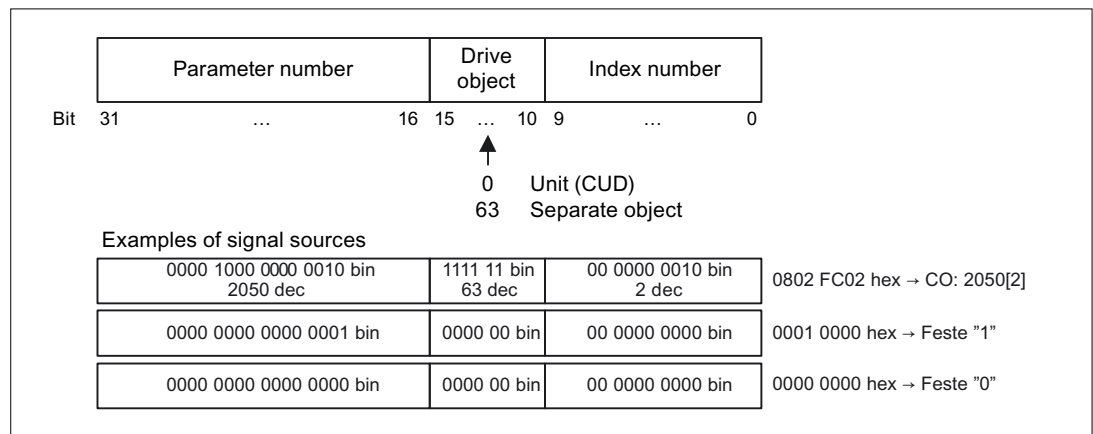 Parameter number
Drive
object
Index number
Bit 31 … 16 15 … 10 9 … 0
0 Unit (CUD)
63 Separate object
Examples of signal sources
0000 1000 0000 0010 bin 1111 11 bin 00 0000 0010 bin
2050 dec 63 dec 2 dec
0802 FC02 hex → CO: 2050[2]
0000 0000 0000 0001 bin 0000 00 bin 00 0000 0000 bin 0001 0000 hex → Feste ”1”
0000 0000 0000 0000 bin 0000 00 bin 00 0000 0000 bin 0000 0000 hex → Feste ”0”